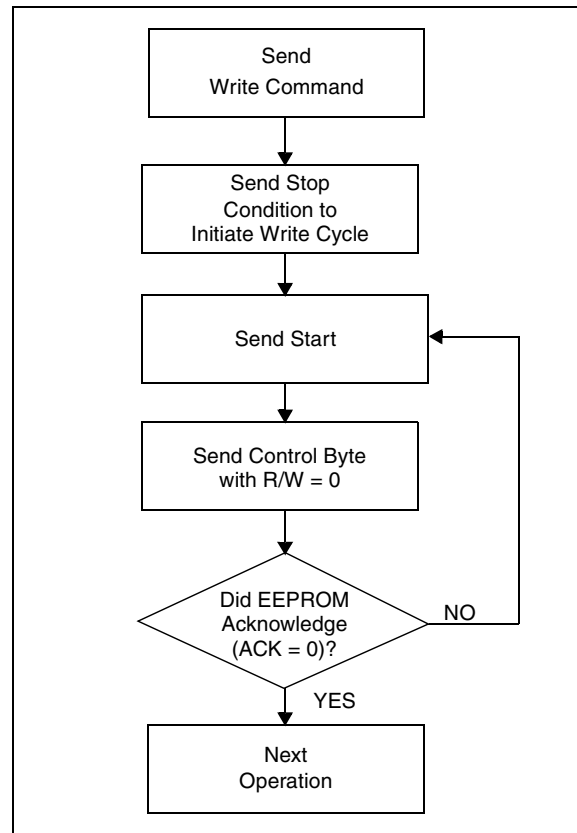 Send
Write Command
Send Stop
Condition to
Initiate Write Cycle
Send Start
Send Control Byte
with R/W = 0
Did EEPROM
Acknowledge
(ACK = 0)?
NO
YES
Next
Operation